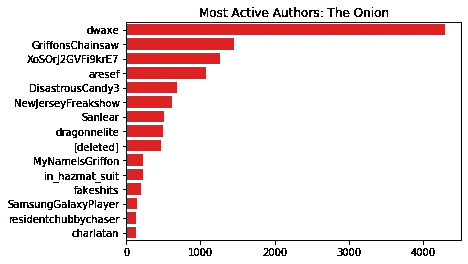 Most Active Authors: The Onion
dwaxe
GriffonsChainsaw
XoSOrJ2GVFi9krE7
aresef
DisastrousCandy3
NewJerseyFreakshow
Sanlear
dragonnelite
[deleted]
MyNameIsGriffon
in_hazmat_suit
fakeshits
SamsungGalaxyPlayer
residentchubbychaser
charlatan
0 1000 2000 3000 4000